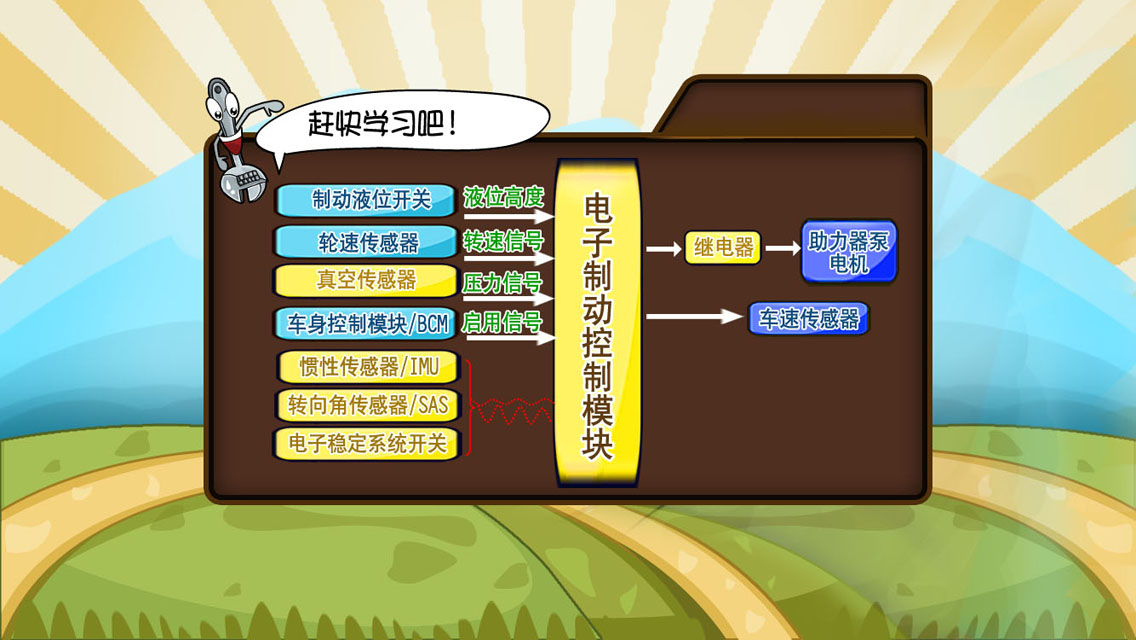 赶快学习吧！
制动液位开关
液位高度
轮速传感器
转速信号
真空传感器
压力信号
车身控制模块/BCM
启用信号
惯性传感器/IMU
转向角传感器/SAS
电子稳定系统开关
电子制动控制模块
继电器
助力器泵
电机
车速传感器